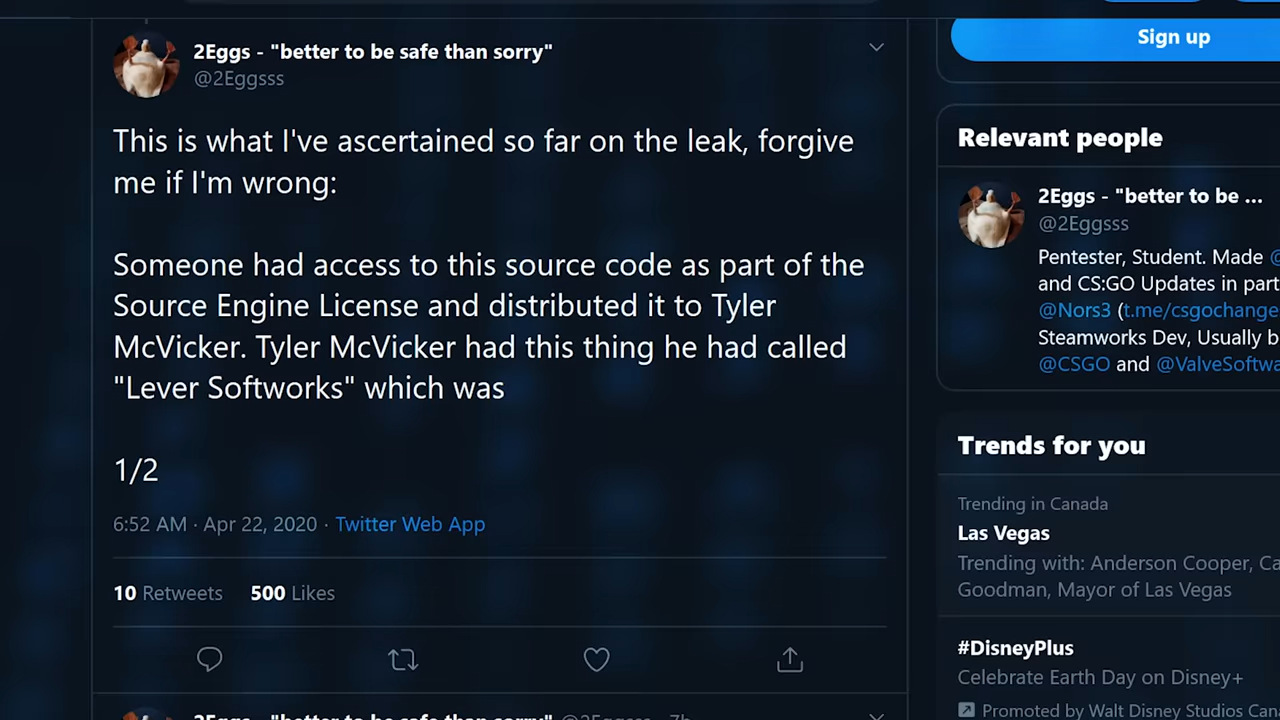 2Eggs - "better to be safe than sorry"
@2Eggsss
This is what I've ascertained so far on the leak, forgive
me if I'm wrong:
Someone had access to this source code as part of the
Source Engine License and distributed it to Tyler
McVicker. Tyler McVicker had this thing he had called
"Lever Softworks" which was
1/2
6:52 AM · Apr 22, 2020 · Twitter Web App
10 Retweets 500 Likes
2Eggs - "better to be safe than sorry" @2Eggsss · 7h
Sign up
Relevant people
2Eggs - "better to be ...
@2Eggsss
Pentester, Student. Made @
and CS:GO Updates in part
@Nors3 (t.me/csgochange
Steamworks Dev, Usually b
@CSGO and @ValveSoftwa
Trends for you
Trending in Canada
Las Vegas
Trending with: Anderson Cooper, Ca
Goodman, Mayor of Las Vegas
#DisneyPlus
Celebrate Earth Day on Disney+
Promoted by Walt Disney Studios Can